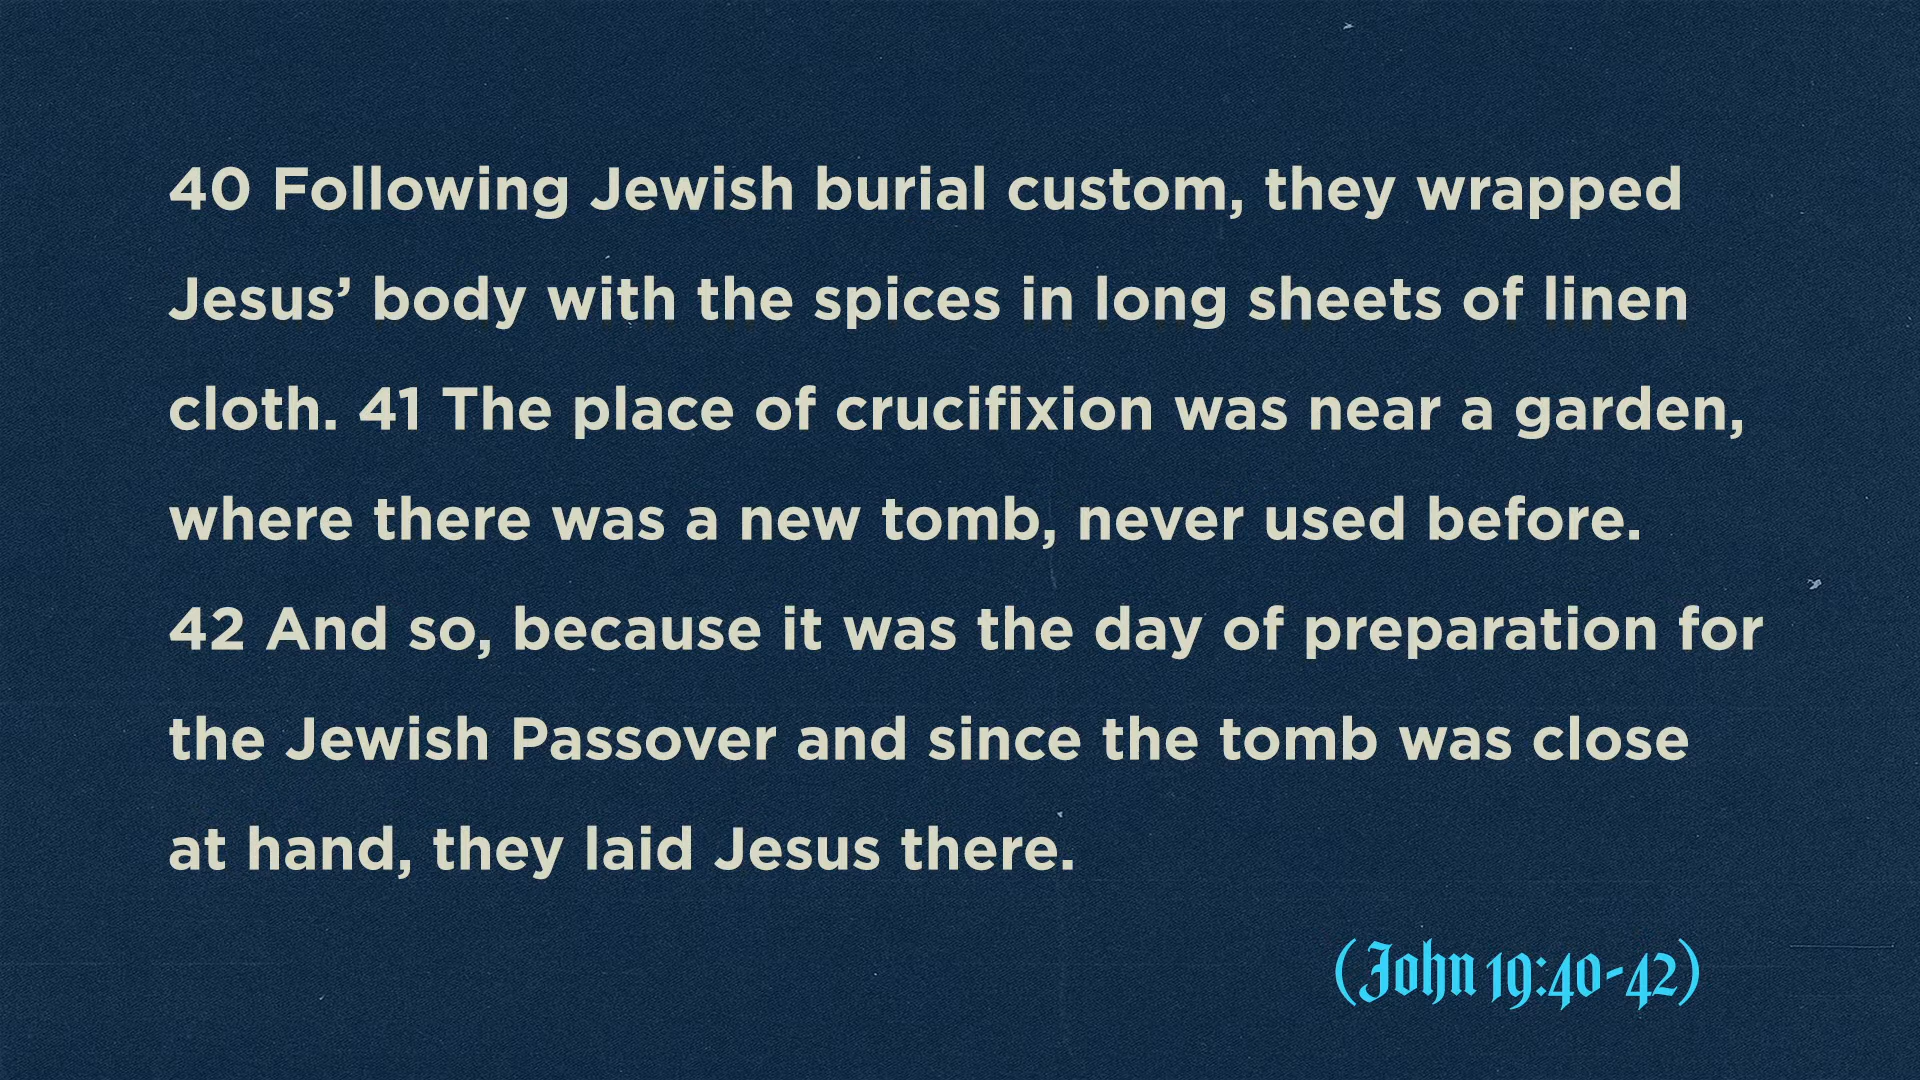 40 Following Jewish burial custom, they wrapped
Jesus’ body with the spices in long sheets of linen
cloth. 41 The place of crucifixion was near a garden,
where there was a new tomb, never used before.
42 And so, because it was the day of preparation for
the Jewish Passover and since the tomb was close
at hand, they laid Jesus there.
(John 19:40-42)